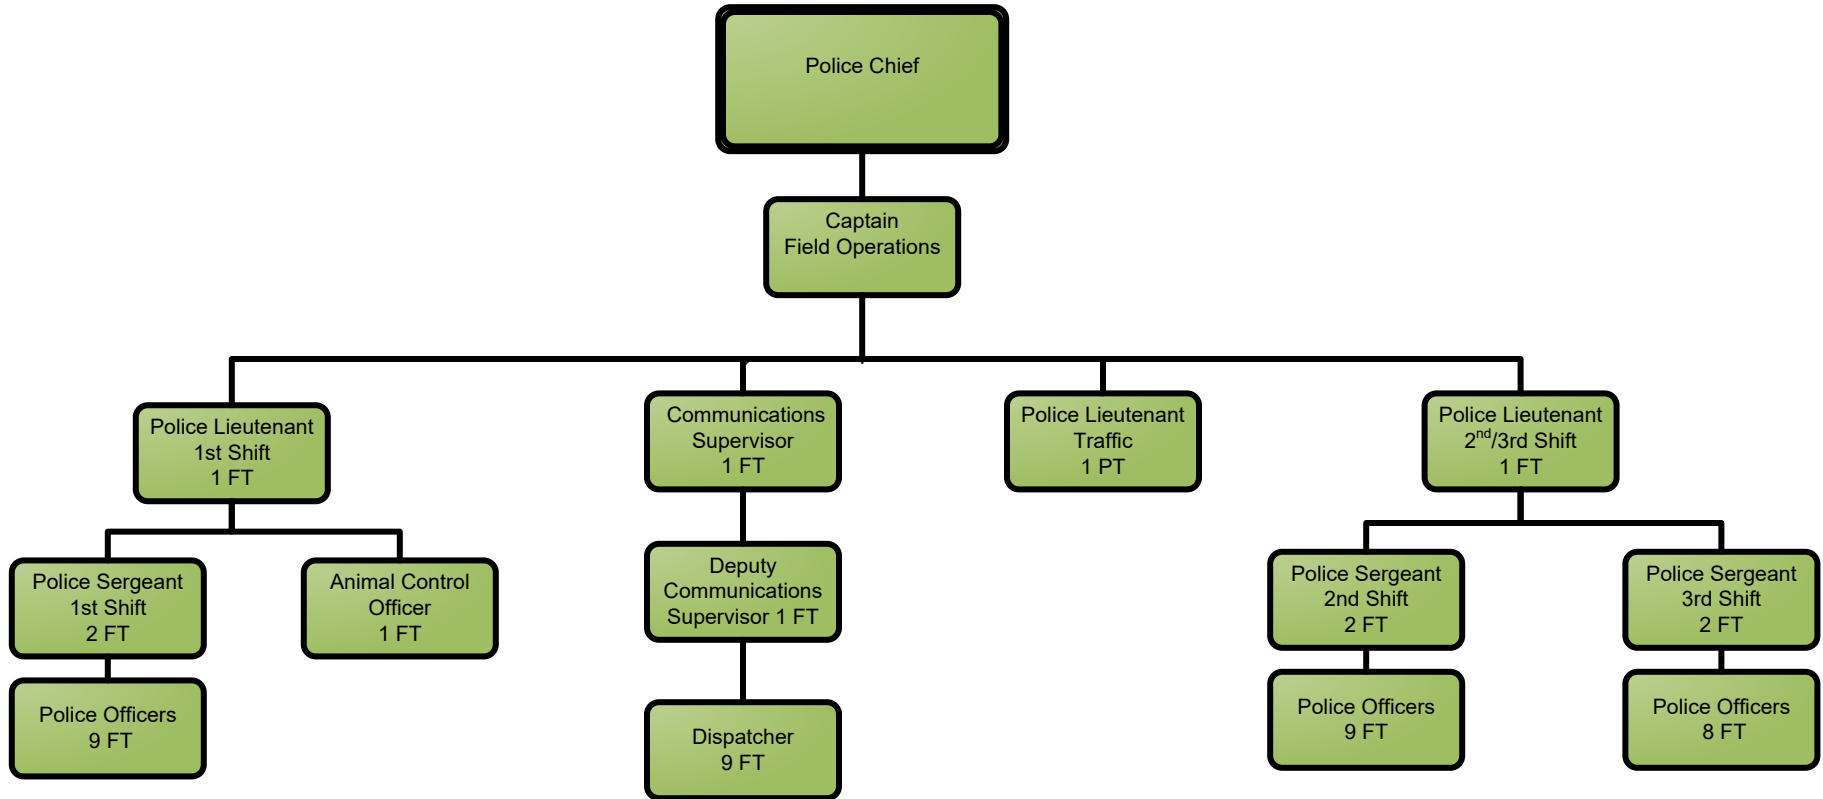 Police Chief
Captain
Field Operations
Police Lieutenant
1st Shift
1 FT
Communications
Supervisor
1 FT
Police Lieutenant
Traffic
1 PT
Police Lieutenant
2nd/3rd Shift
1 FT
Police Sergeant
1st Shift
2 FT
Animal Control
Officer
1 FT
Deputy
Communications
Supervisor 1 FT
Police Sergeant
2nd Shift
2 FT
Police Sergeant
3rd Shift
2 FT
Police Officers
9 FT
Dispatcher
9 FT
Police Officers
9 FT
Police Officers
8 FT